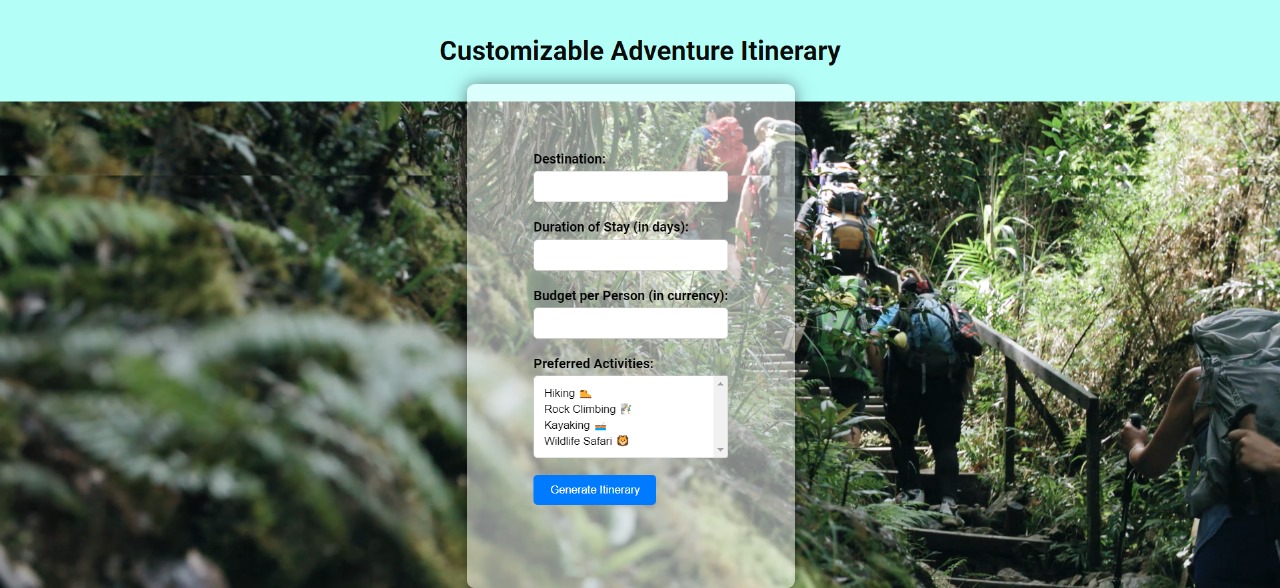 Customizable Adventure Itinerary
Destination:
Duration of Stay (in days):
Budget per Person (in currency):
Preferred Activities:
Hiking 🏔️
Rock Climbing 🧗
Kayaking 🚣
Wildlife Safari 🦁
Generate Itinerary